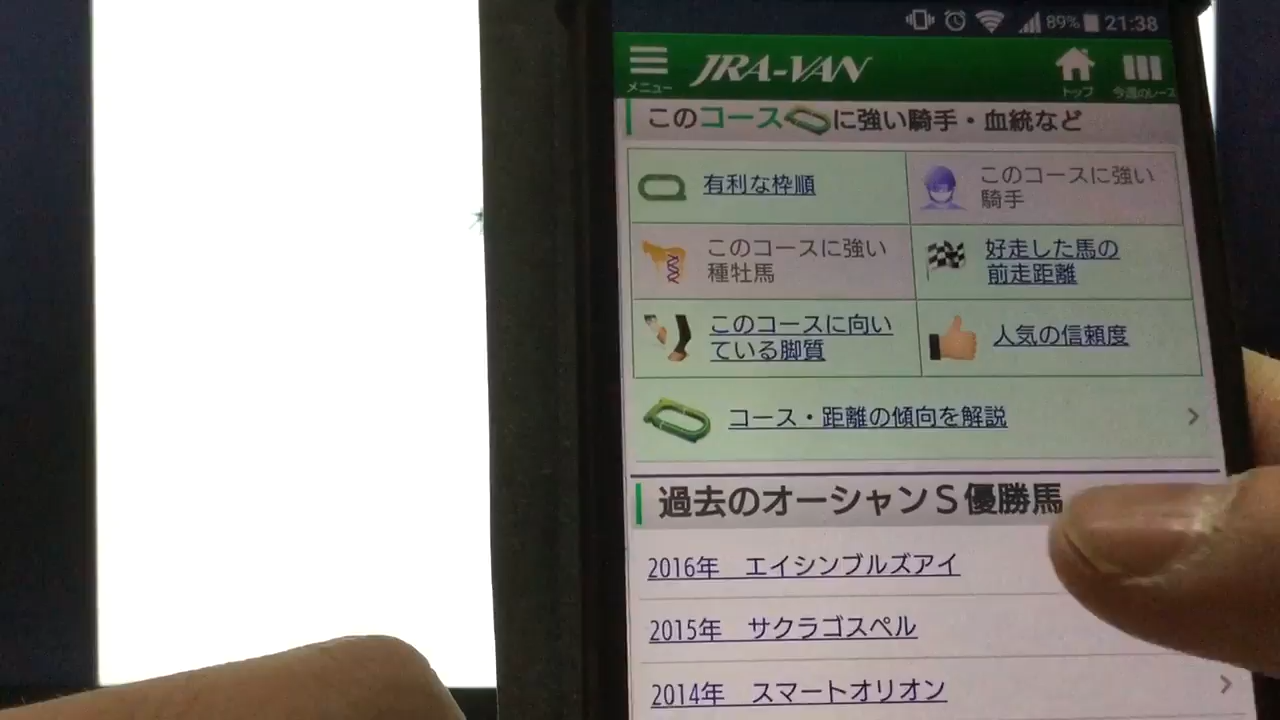 89% 21:38
メニュー JRA-VAN トップ 今週のレース
このコースに強い騎手・血統など
有利な枠順
このコースに強い
騎手
このコースに強い
種牡馬
好走した馬の
前走距離
このコースに向い
ている脚質
人気の信頼度
コース・距離の傾向を解説
過去のオーシャンS優勝馬
2016年 エイシンブルズアイ
2015年 サクラゴスペル
2014年 スマートオリオン